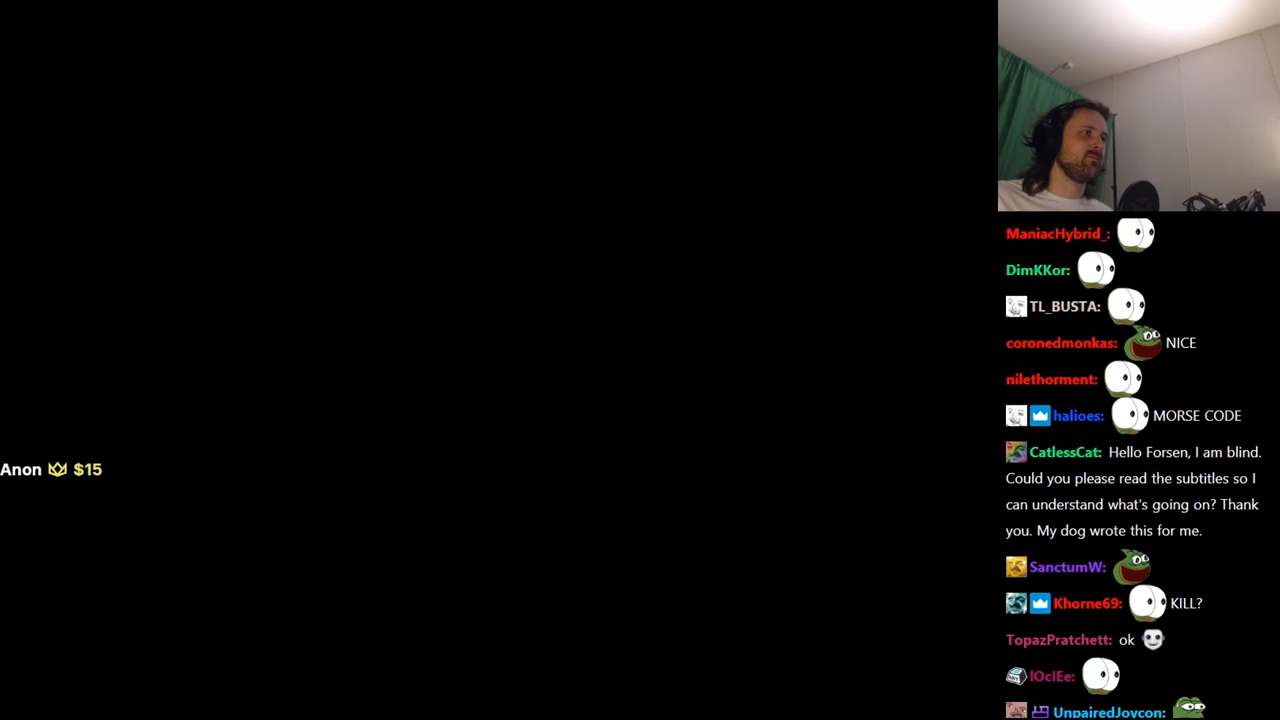 Anon $15
ManiacHybrid_:
DimKKor:
TL_BUSTA:
coronedmonkas: NICE
nilethorment:
halioes: MORSE CODE
CatlessCat: Hello Forsen, I am blind.
Could you please read the subtitles so I
can understand what's going on? Thank
you. My dog wrote this for me.
SanctumW:
Khorne69: KILL?
TopazPratchett: ok
lOclEe:
UnpairedJoycon: